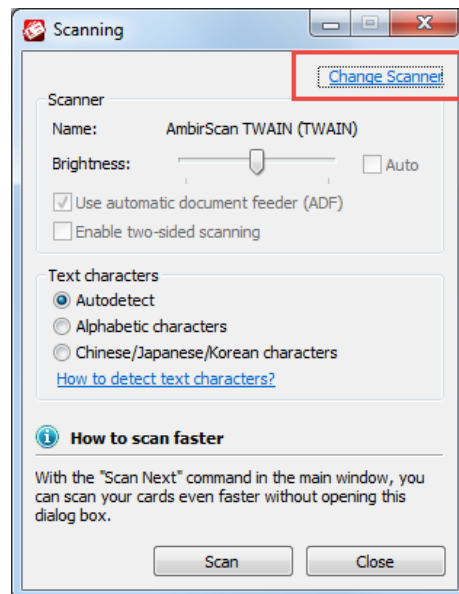 Scanning
Change Scanner
Scanner
Name: AmbirScan TWAIN (TWAIN)
Brightness: Auto
Use automatic document feeder (ADF)
Enable two-sided scanning
Text characters
Autodetect
Alphabetic characters
Chinese/Japanese/Korean characters
How to detect text characters?
How to scan faster
With the "Scan Next" command in the main window, you
can scan your cards even faster without opening this
dialog box.
Scan Close